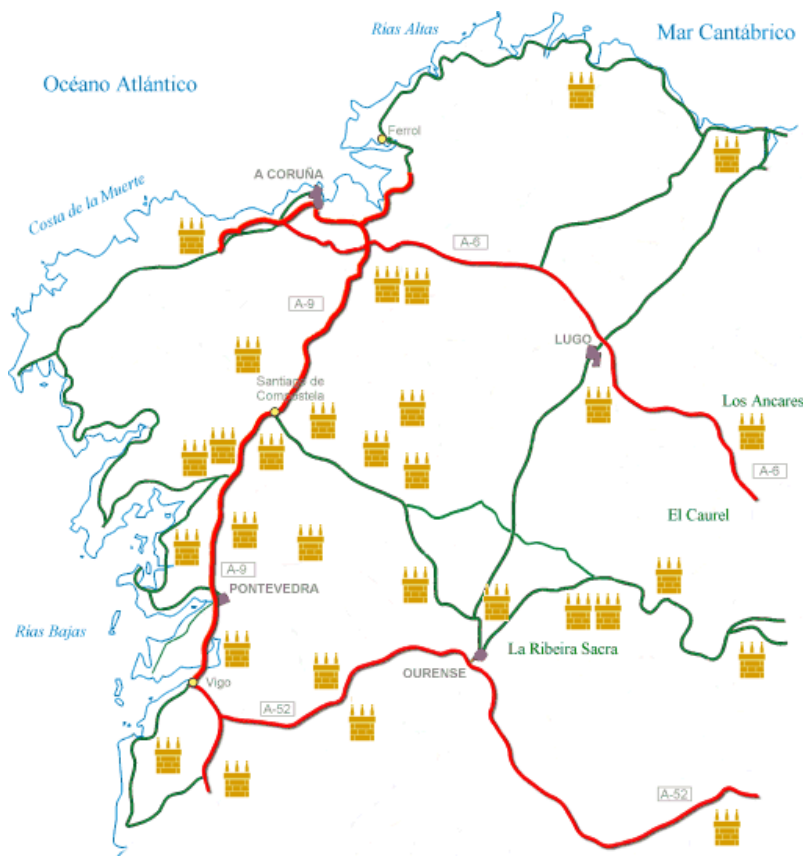 Rías Altas
Mar Cantábrico
Océano Atlántico
Ferrol
A CORUÑA
Costa de la Muerte
A-6
A-9
LUGO
Santiago de
Compostela
Los Ancares
A-6
El Caurel
A-9
PONTEVEDRA
Rías Bajas
La Ribeira Sacra
OURENSE
Vigo
A-52
A-52